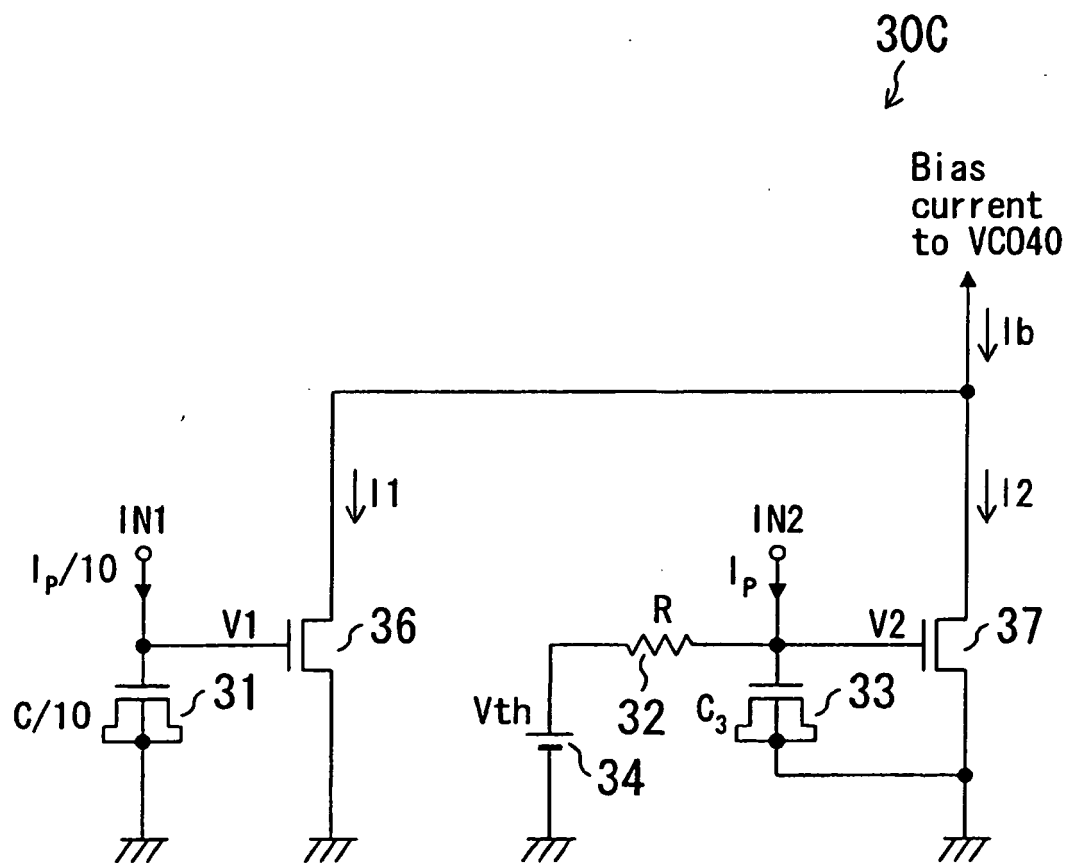 30C
Bias
current
to VCO40
Ib
I1
I2
IN1
IN2
Ip/10
Ip
V1
36
R
V2
37
C/10
31
Vth
32
C3
33
34